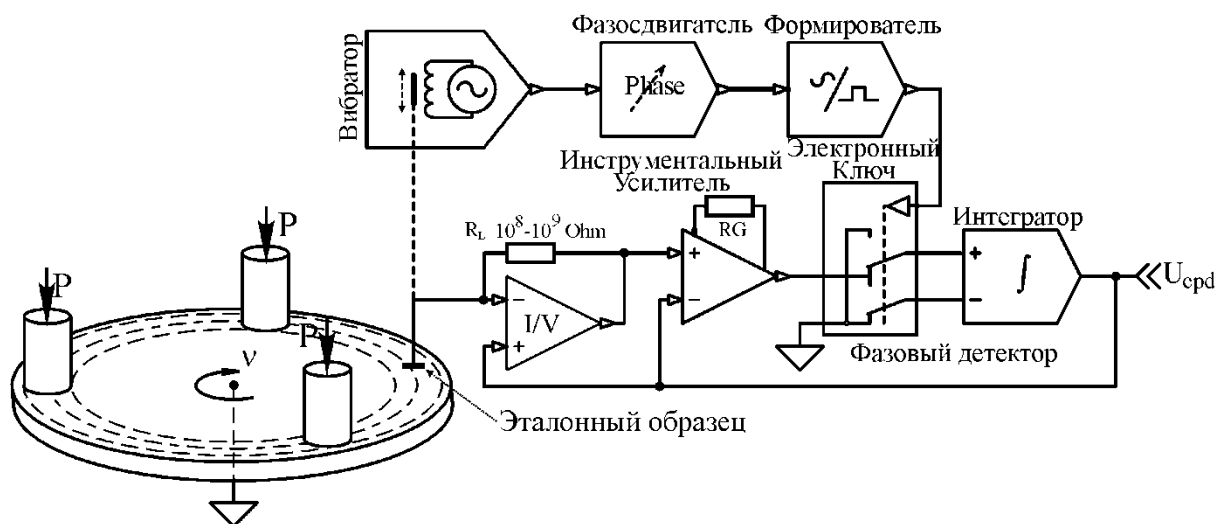 Вибратор
Фазосдвигатель
Формирователь
Phase
Инструментальный
Усилитель
Электронный
Ключ
RG
R_L 10^8-10^9 Ohm
Интегратор
P
P
P
I/V
+
−
+
−
+
−
∫
U_cpd
ν
Фазовый детектор
Эталонный образец